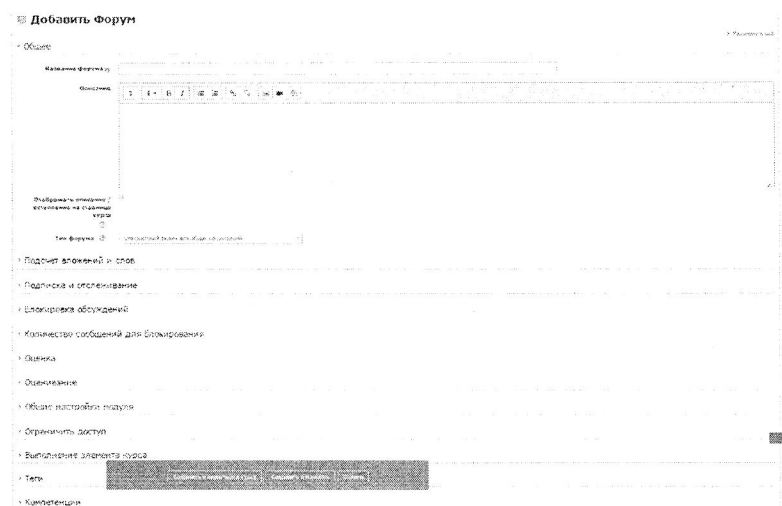 Добавить Форум
Общее
Название форума
Описание
Отображать описание /
вступление на странице
курса
Тип форума
Подсчет вложений и слов
Подписка и отслеживание
Блокировка обсуждений
Количество сообщений для блокирования
Оценка
Оценивание
Общие настройки модуля
Ограничить доступ
Выполнение элемента курса
Теги
Компетенции